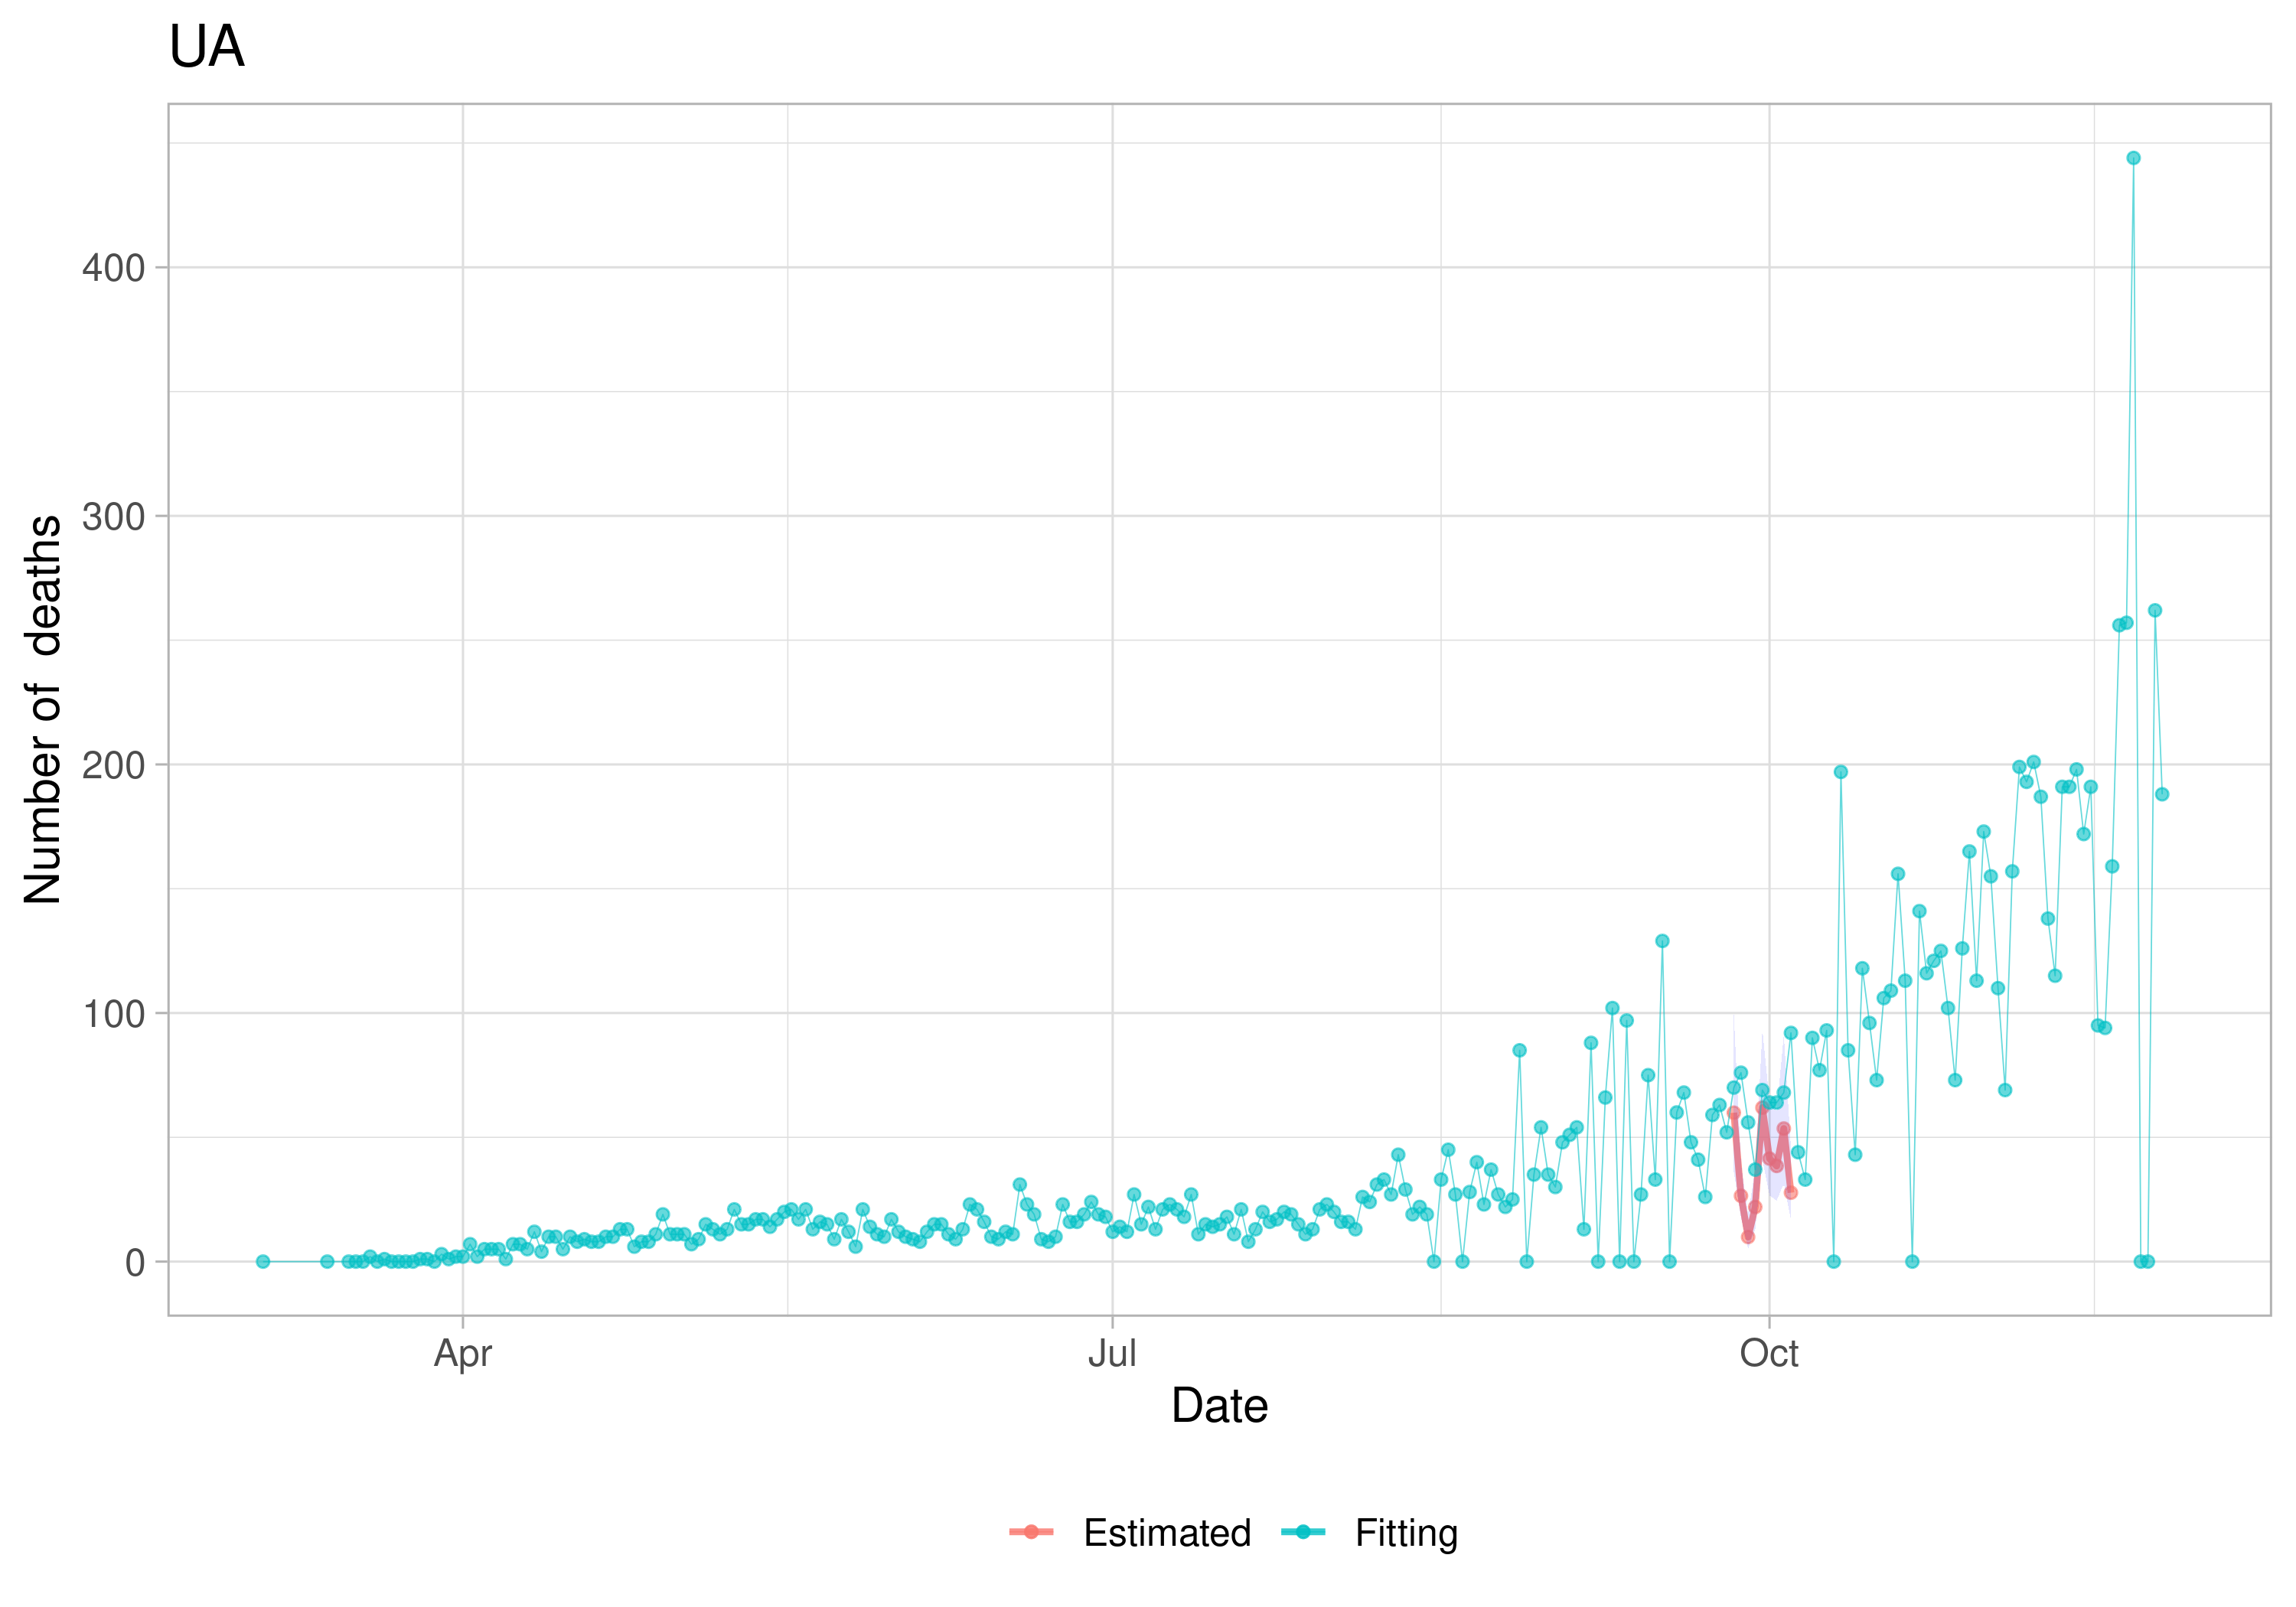 UA
Number of  deaths
400
300
200
100
0
Apr
Jul
Oct
Date
Estimated
Fitting